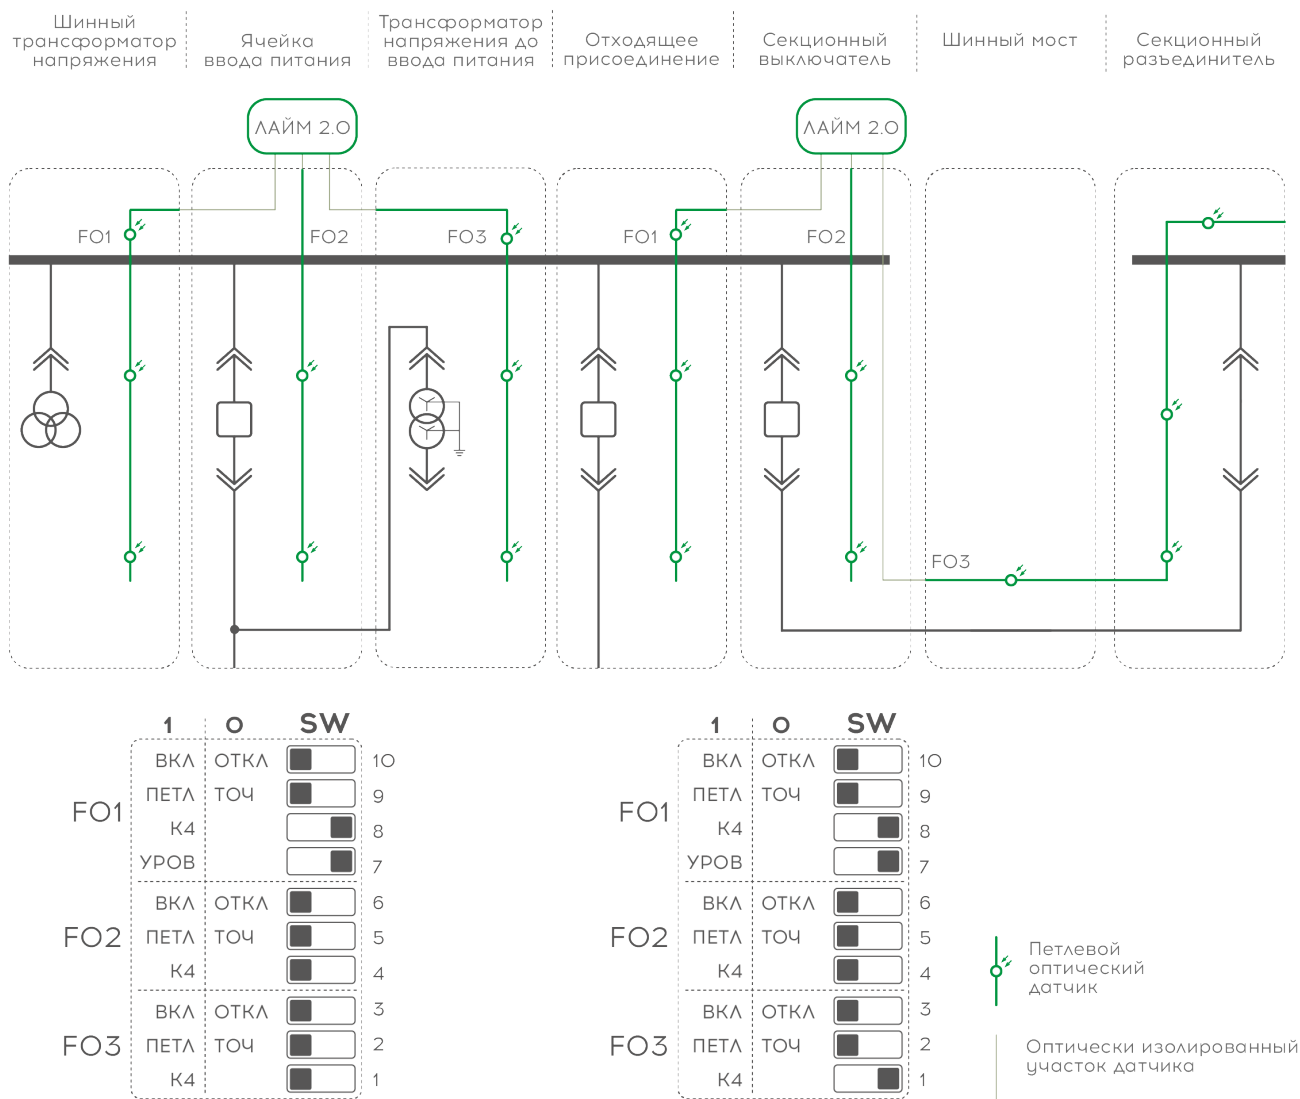 Шинный
трансформатор
напряжения
Ячейка
ввода питания
Трансформатор
напряжения до
ввода питания
Отходящее
присоединение
Секционный
выключатель
Шинный мост
Секционный
разъединитель
ЛАЙМ 2.0
ЛАЙМ 2.0
FO1
FO2
FO3
FO1
FO2
FO3
1 0 SW
FO1
ВКЛ ОТКЛ 10
ПЕТЛ ТОЧ 9
К4 8
УРОВ 7
FO2
ВКЛ ОТКЛ 6
ПЕТЛ ТОЧ 5
К4 4
FO3
ВКЛ ОТКЛ 3
ПЕТЛ ТОЧ 2
К4 1
1 0 SW
FO1
ВКЛ ОТКЛ 10
ПЕТЛ ТОЧ 9
К4 8
УРОВ 7
FO2
ВКЛ ОТКЛ 6
ПЕТЛ ТОЧ 5
К4 4
FO3
ВКЛ ОТКЛ 3
ПЕТЛ ТОЧ 2
К4 1
Петлевой
оптический
датчик
Оптически изолированный
участок датчика